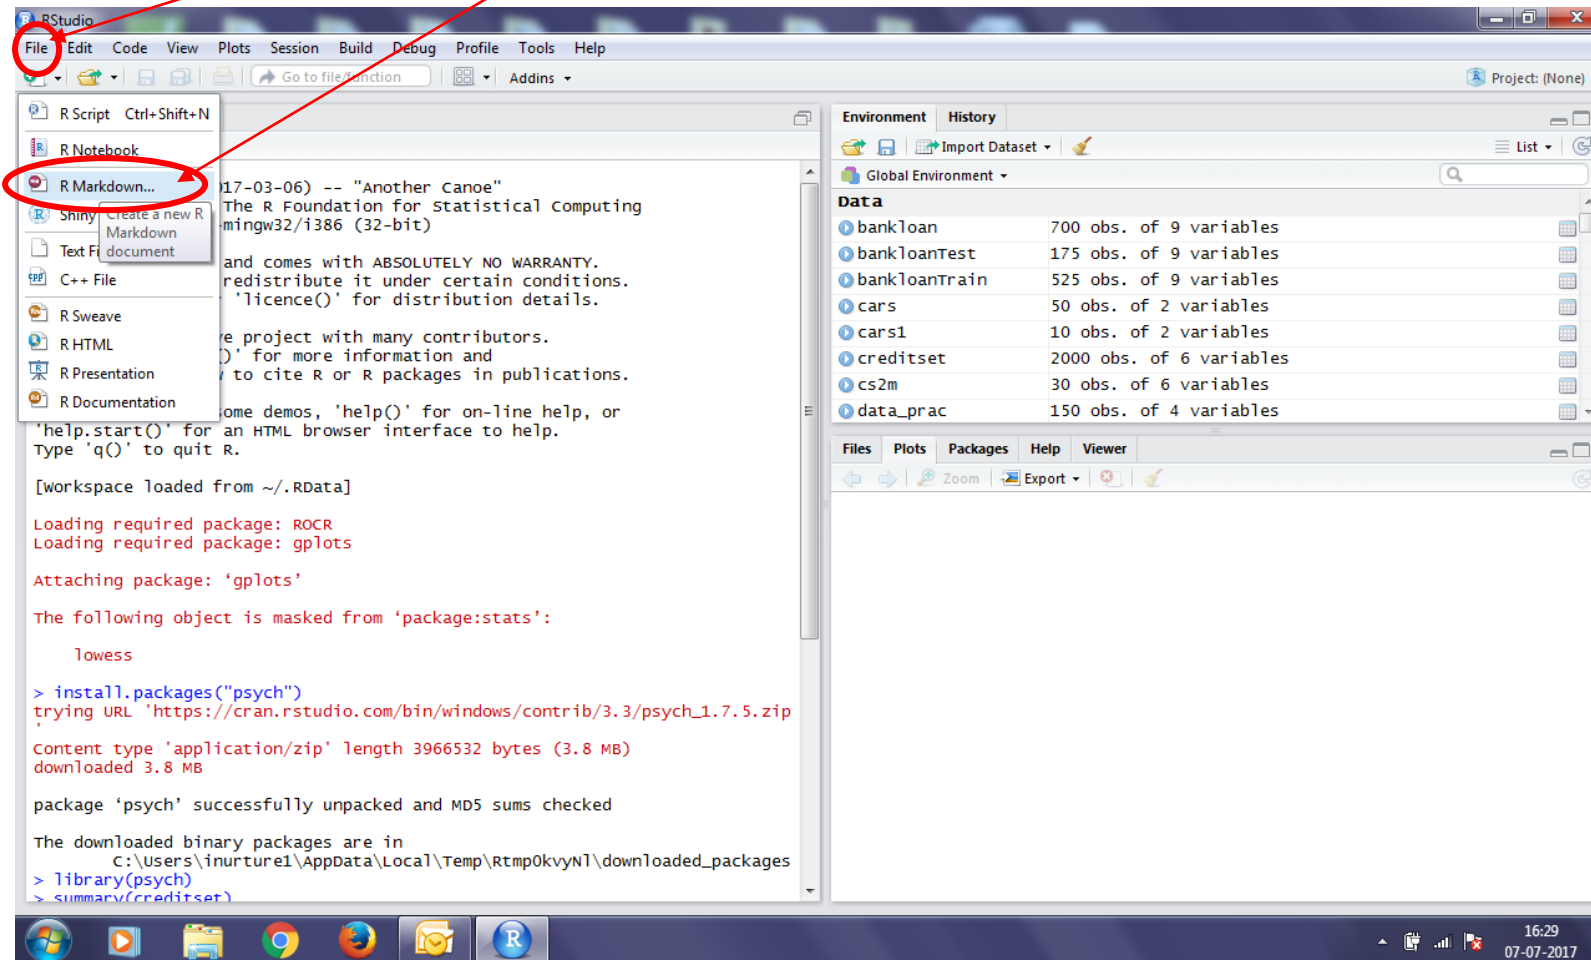 RStudio
File Edit Code View Plots Session Build Debug Profile Tools Help
Go to file/function Addins Project: (None)
R Script Ctrl+Shift+N
R Notebook
R Markdown...
Shiny
Create a new R
Markdown
document
Text Fi
C++ File
R Sweave
R HTML
R Presentation
R Documentation
17-03-06) -- "Another Canoe"
The R Foundation for Statistical Computing
-mingw32/i386 (32-bit)
and comes with ABSOLUTELY NO WARRANTY.
redistribute it under certain conditions.
'licence()' for distribution details.
e project with many contributors.
)' for more information and
to cite R or R packages in publications.
ome demos, 'help()' for on-line help, or
'help.start()' for an HTML browser interface to help.
Type 'q()' to quit R.
[Workspace loaded from ~/.RData]
Loading required package: ROCR
Loading required package: gplots
Attaching package: ‘gplots’
The following object is masked from ‘package:stats’:
lowess
> install.packages("psych")
trying URL 'https://cran.rstudio.com/bin/windows/contrib/3.3/psych_1.7.5.zip
'
Content type 'application/zip' length 3966532 bytes (3.8 MB)
downloaded 3.8 MB
package ‘psych’ successfully unpacked and MD5 sums checked
The downloaded binary packages are in
C:\Users\inurture1\AppData\Local\Temp\RtmpOkvyNl\downloaded_packages
> library(psych)
> summary(creditset)
Environment History
Import Dataset List
Global Environment
Data
bankloan 700 obs. of 9 variables
bankloanTest 175 obs. of 9 variables
bankloanTrain 525 obs. of 9 variables
cars 50 obs. of 2 variables
cars1 10 obs. of 2 variables
creditset 2000 obs. of 6 variables
cs2m 30 obs. of 6 variables
data_prac 150 obs. of 4 variables
Files Plots Packages Help Viewer
Zoom Export
16:29
07-07-2017